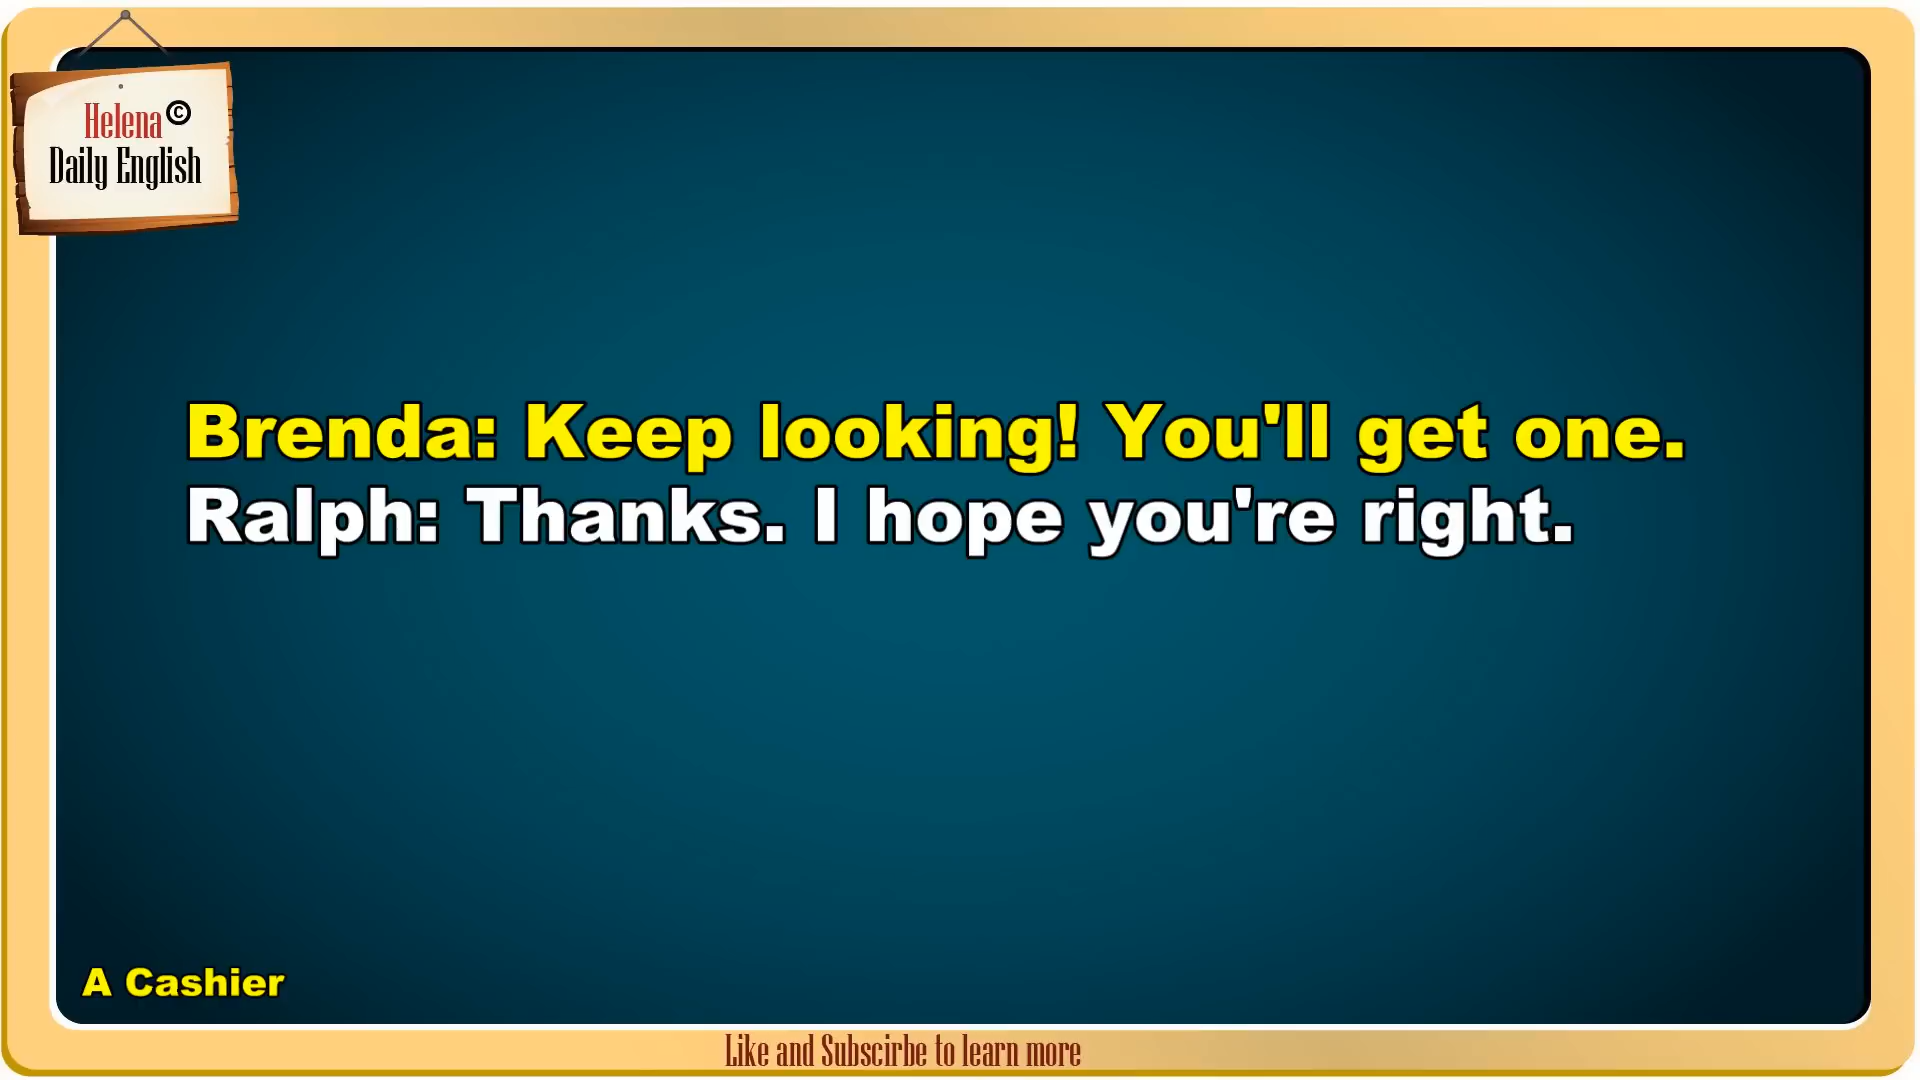 Helena©
Daily English
Brenda: Keep looking! You'll get one.
Ralph: Thanks. I hope you're right.
A Cashier
Like and Subscirbe to learn more